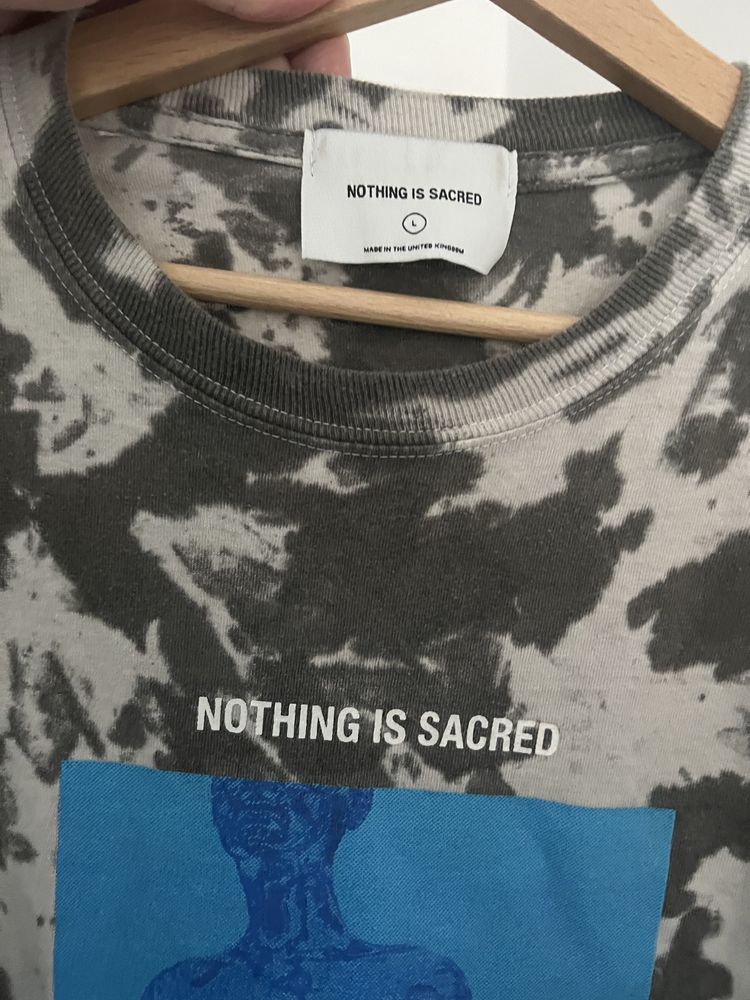 NOTHING IS SACRED
L
MADE IN THE UNITED KINGDOM
NOTHING IS SACRED